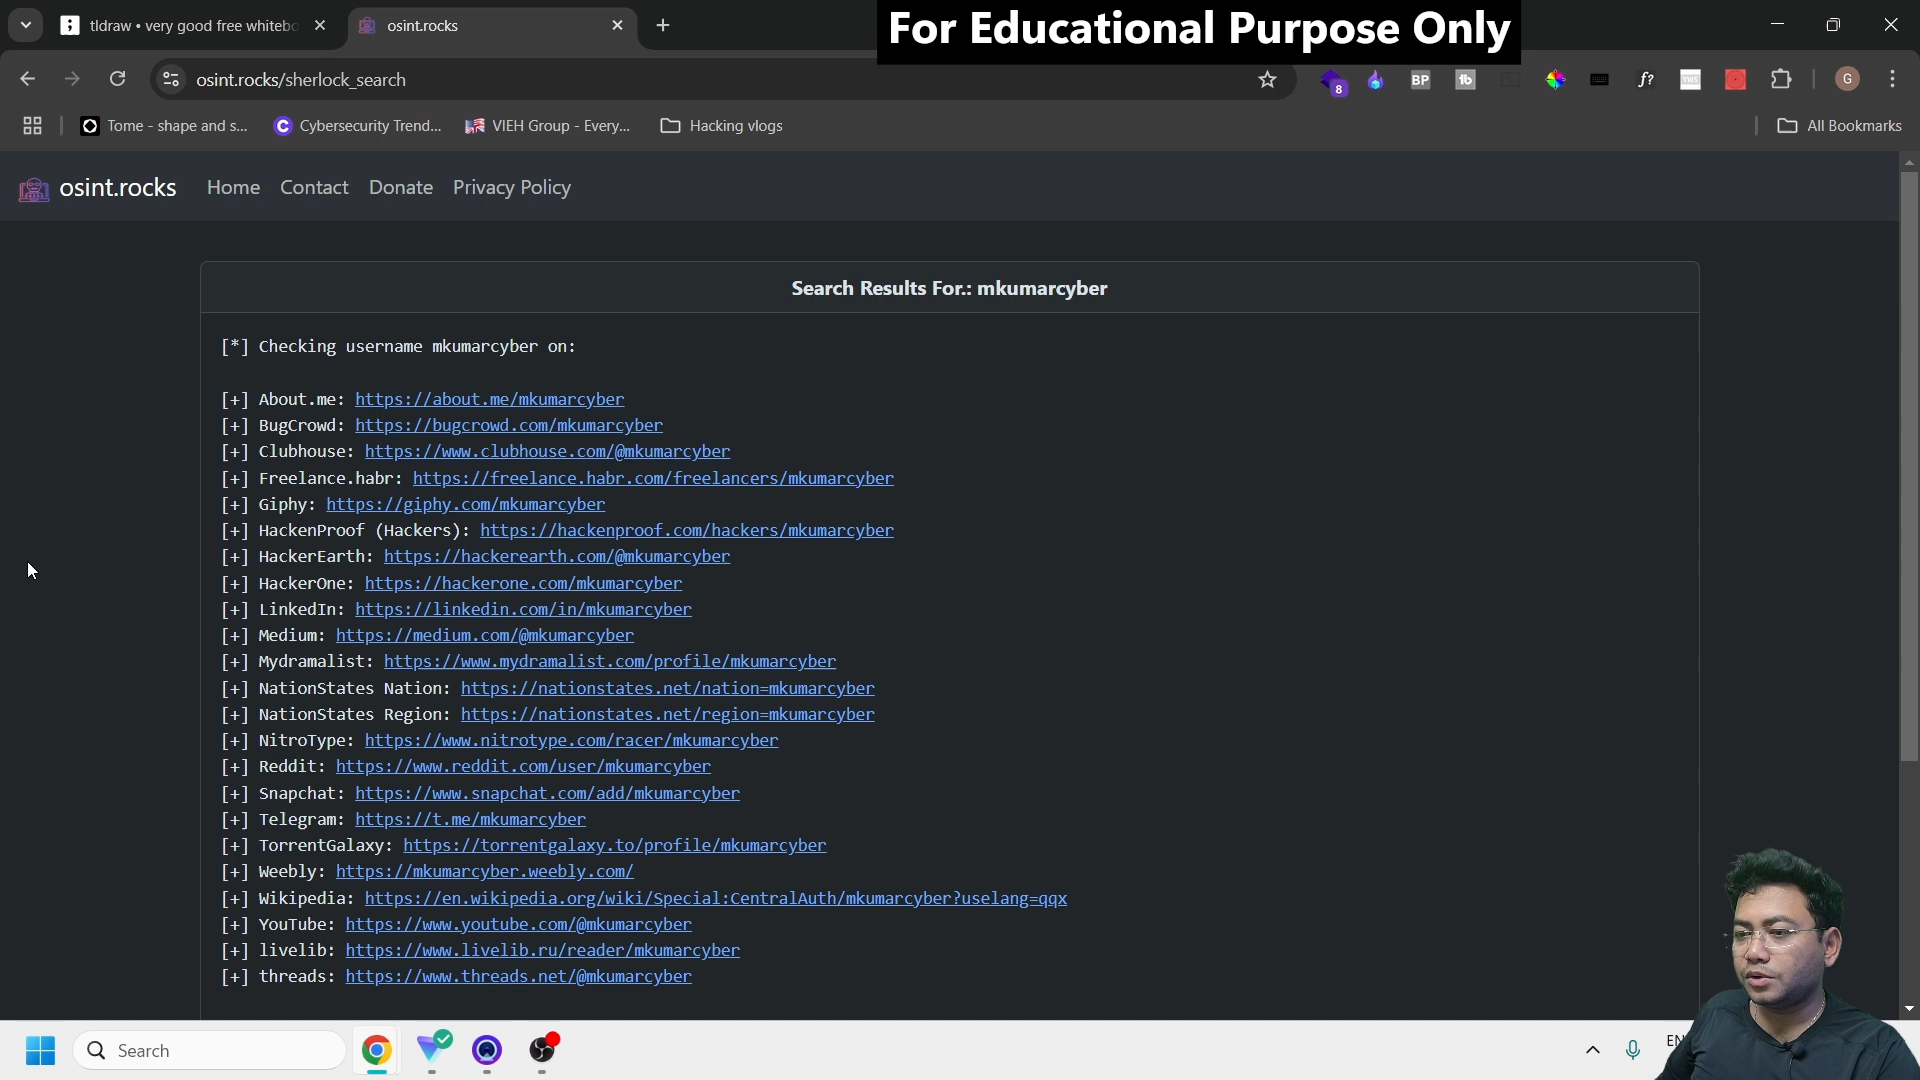 tldraw • very good free whitebo
osint.rocks
For Educational Purpose Only
osint.rocks/sherlock_search
8
BP
tb
f?
G
Tome - shape and s...
Cybersecurity Trend...
VIEH Group - Every...
Hacking vlogs
All Bookmarks
osint.rocks
Home
Contact
Donate
Privacy Policy
Search Results For.: mkumarcyber
[*] Checking username mkumarcyber on:
[+] About.me: https://about.me/mkumarcyber
[+] BugCrowd: https://bugcrowd.com/mkumarcyber
[+] Clubhouse: https://www.clubhouse.com/@mkumarcyber
[+] Freelance.habr: https://freelance.habr.com/freelancers/mkumarcyber
[+] Giphy: https://giphy.com/mkumarcyber
[+] HackenProof (Hackers): https://hackenproof.com/hackers/mkumarcyber
[+] HackerEarth: https://hackerearth.com/@mkumarcyber
[+] HackerOne: https://hackerone.com/mkumarcyber
[+] LinkedIn: https://linkedin.com/in/mkumarcyber
[+] Medium: https://medium.com/@mkumarcyber
[+] Mydramalist: https://www.mydramalist.com/profile/mkumarcyber
[+] NationStates Nation: https://nationstates.net/nation=mkumarcyber
[+] NationStates Region: https://nationstates.net/region=mkumarcyber
[+] NitroType: https://www.nitrotype.com/racer/mkumarcyber
[+] Reddit: https://www.reddit.com/user/mkumarcyber
[+] Snapchat: https://www.snapchat.com/add/mkumarcyber
[+] Telegram: https://t.me/mkumarcyber
[+] TorrentGalaxy: https://torrentgalaxy.to/profile/mkumarcyber
[+] Weebly: https://mkumarcyber.weebly.com/
[+] Wikipedia: https://en.wikipedia.org/wiki/Special:CentralAuth/mkumarcyber?uselang=qqx
[+] YouTube: https://www.youtube.com/@mkumarcyber
[+] livelib: https://www.livelib.ru/reader/mkumarcyber
[+] threads: https://www.threads.net/@mkumarcyber
Search